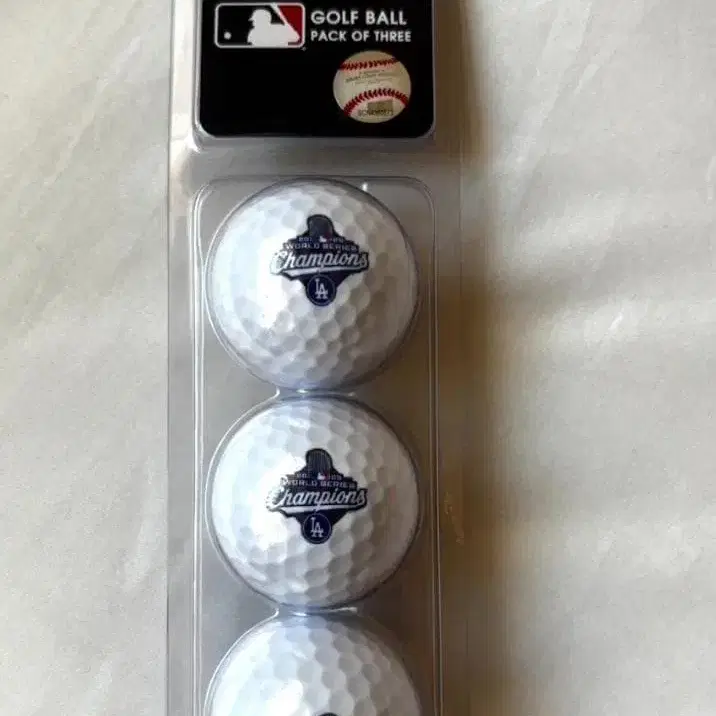 GOLF BALL
PACK OF THREE
WORLD SERIES
Champions
LA
WORLD SERIES
Champions
LA